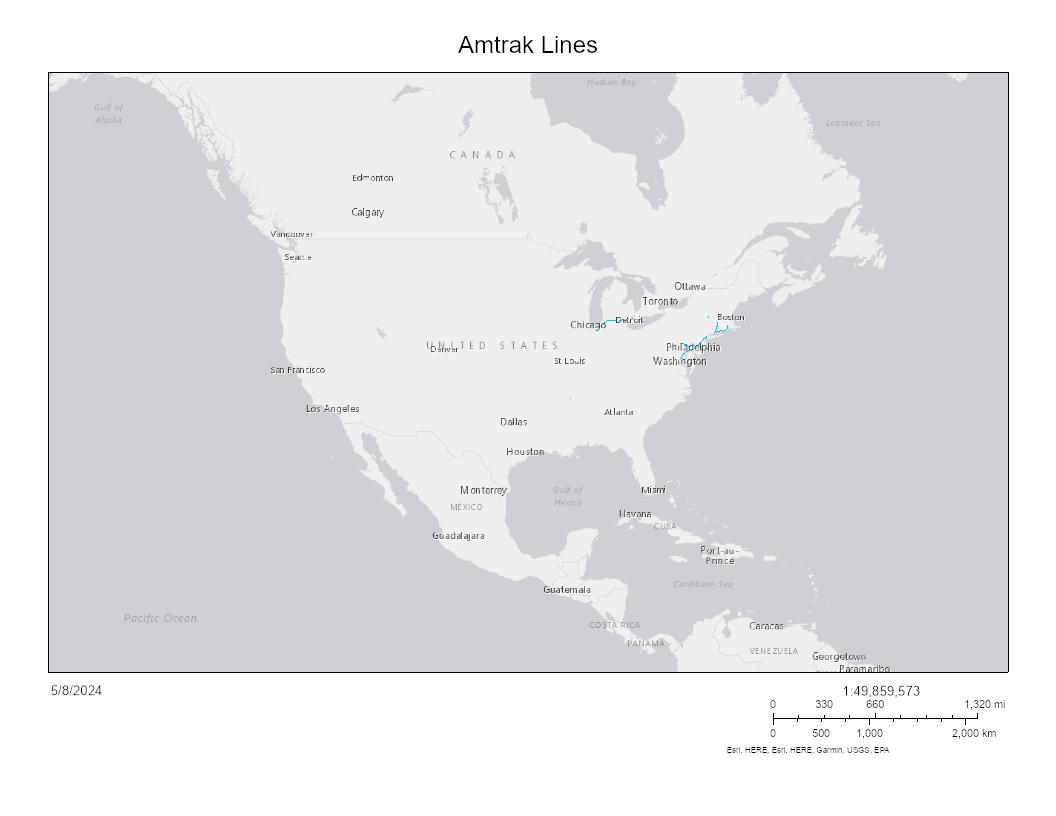 Amtrak Lines
Hudson Bay
Gulf of
Alaska
Labrador Sea
CANADA
Edmonton
Calgary
Vancouver
Seattle
Ottawa
Toronto
Boston
Detroit
Chicago
UNITED STATES
Philadelphia
Denver
St Louis
Washington
San Francisco
Los Angeles
Atlanta
Dallas
Houston
Monterrey
Gulf of
Mexico
Miami
MÉXICO
Havana
CUBA
Guadalajara
Port-au-
Prince
Caribbean Sea
Guatemala
Pacific Ocean
COSTA RICA
Caracas
PANAMÁ
VENEZUELA
Georgetown
Paramaribo
5/8/2024
1:49,859,573
0 330 660 1,320 mi
0 500 1,000 2,000 km
Esri, HERE, Esri, HERE, Garmin, USGS, EPA